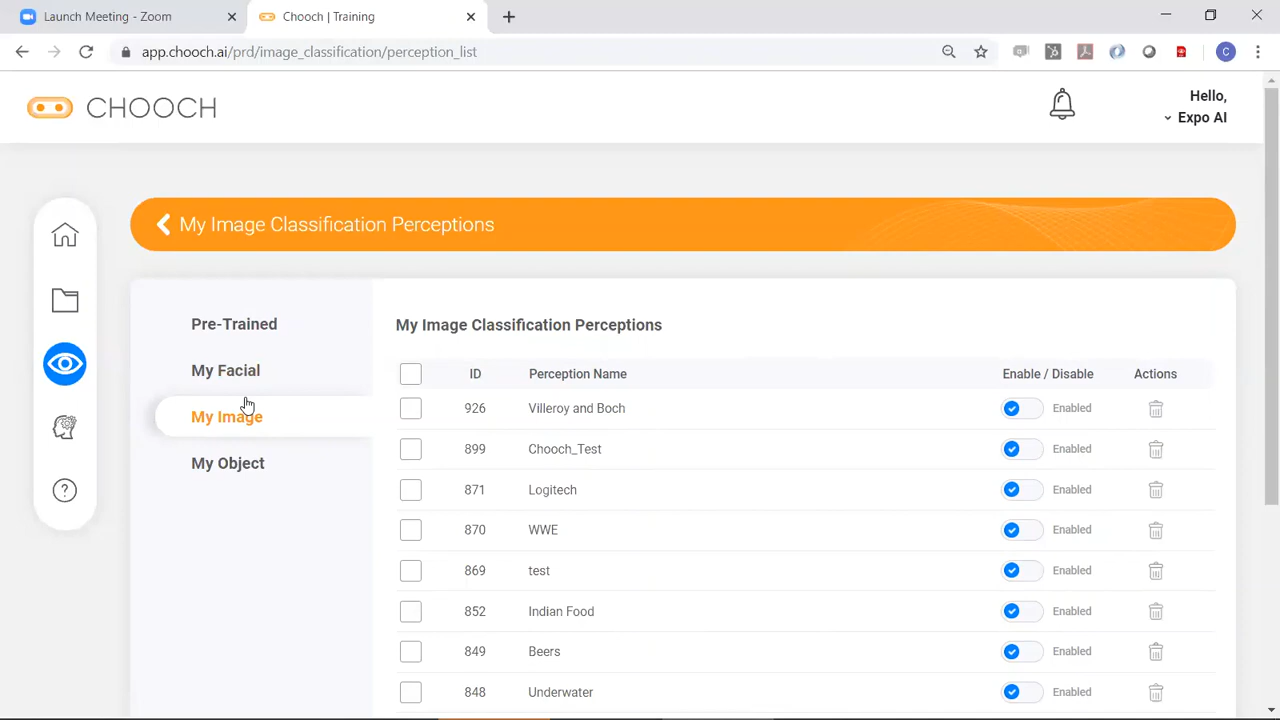 Launch Meeting - Zoom
Chooch | Training
app.chooch.ai/prd/image_classification/perception_list
C
CHOOCH
Hello,
Expo AI
My Image Classification Perceptions
Pre-Trained
My Facial
My Image
My Object
My Image Classification Perceptions
ID Perception Name Enable / Disable Actions
926 Villeroy and Boch Enabled
899 Chooch_Test Enabled
871 Logitech Enabled
870 WWE Enabled
869 test Enabled
852 Indian Food Enabled
849 Beers Enabled
848 Underwater Enabled